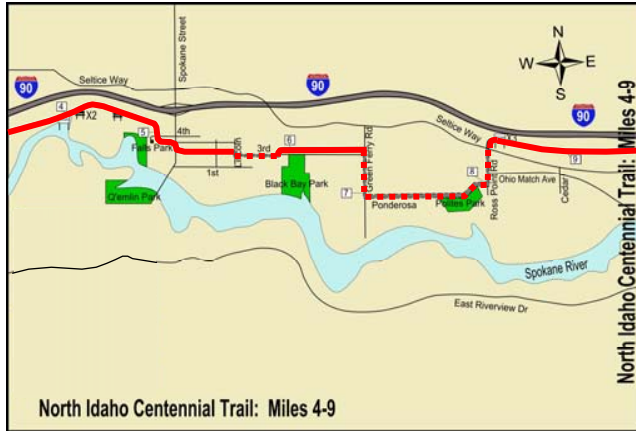 Spokane Street
N
W E
S
90
Seltice Way
90
4
X2
5
4th
Falls Park
3rd
6
1st
Black Bay Park
Q'emlin Park
Green Ferry Rd
Seltice Way
90
9
8
Ohio Match Ave
Cedar
Ross Point Rd
7
Ponderosa
Polites Park
Spokane River
East Riverview Dr
North Idaho Centennial Trail: Miles 4-9
North Idaho Centennial Trail: Miles 4-9